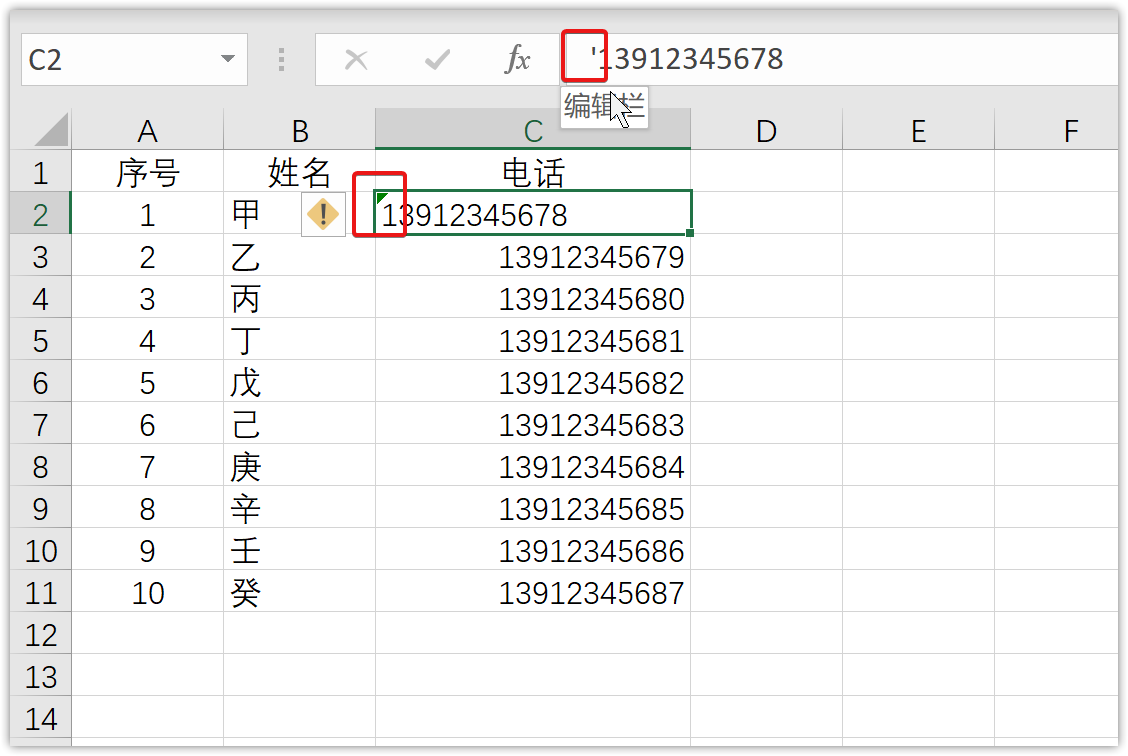 C2 fx '13912345678
编辑栏
A B C D E F
1 序号 姓名 电话
2 1 甲 ! 13912345678
3 2 乙 13912345679
4 3 丙 13912345680
5 4 丁 13912345681
6 5 戊 13912345682
7 6 己 13912345683
8 7 庚 13912345684
9 8 辛 13912345685
10 9 壬 13912345686
11 10 癸 13912345687
12
13
14